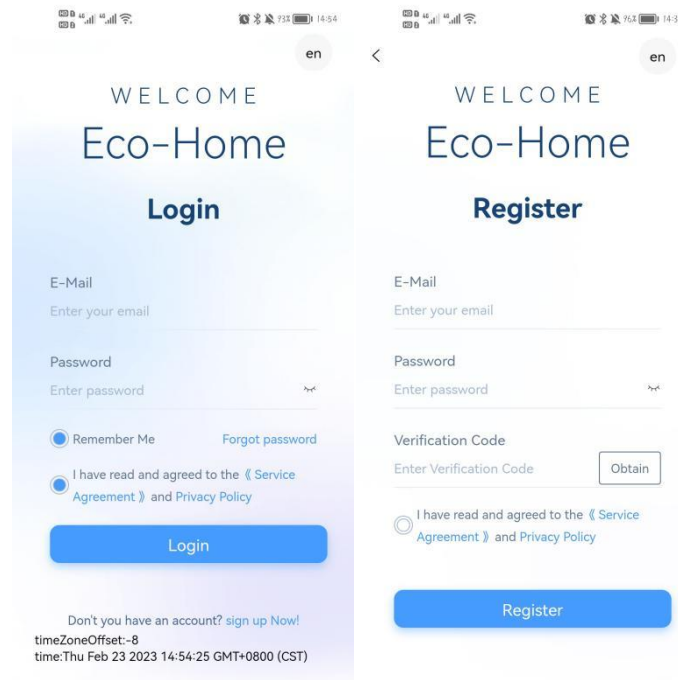 93% 14:54
en
WELCOME
Eco-Home
Login
E-Mail
Enter your email
Password
Enter password
Remember Me Forgot password
I have read and agreed to the 《 Service
Agreement 》 and Privacy Policy
Login
Don't you have an account? sign up Now!
timeZoneOffset:-8
time:Thu Feb 23 2023 14:54:25 GMT+0800 (CST)
96%
en
WELCOME
Eco-Home
Register
E-Mail
Enter your email
Password
Enter password
Verification Code
Enter Verification Code Obtain
I have read and agreed to the 《 Service
Agreement 》 and Privacy Policy
Register